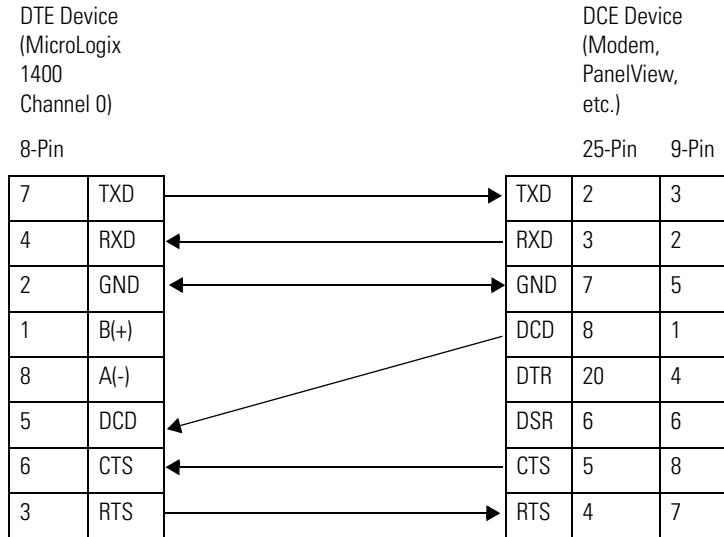 DTE Device
(MicroLogix
1400
Channel 0)
DCE Device
(Modem,
PanelView,
etc.)
8-Pin
25-Pin 9-Pin
7 TXD TXD 2 3
4 RXD RXD 3 2
2 GND GND 7 5
1 B(+) DCD 8 1
8 A(-) DTR 20 4
5 DCD DSR 6 6
6 CTS CTS 5 8
3 RTS RTS 4 7